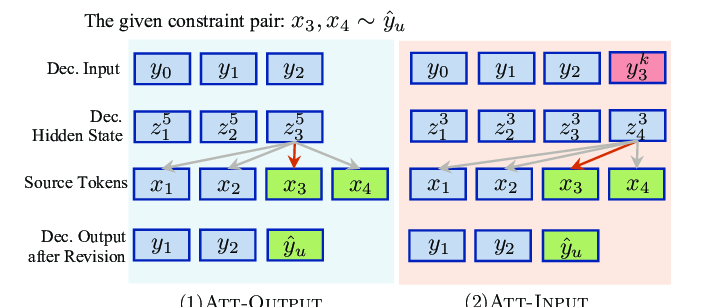 The given constraint pair: $x_3, x_4 \sim \hat{y}_u$
Dec. Input $y_0$ $y_1$ $y_2$ $y_0$ $y_1$ $y_2$ $y_3^k$
Dec.
Hidden State $z_1^5$ $z_2^5$ $z_3^5$ $z_1^3$ $z_2^3$ $z_3^3$ $z_4^3$
Source Tokens $x_1$ $x_2$ $x_3$ $x_4$ $x_1$ $x_2$ $x_3$ $x_4$
Dec. Output
after Revision $y_1$ $y_2$ $\hat{y}_u$ $y_1$ $y_2$ $\hat{y}_u$
(1)ATT-OUTPUT (2)ATT-INPUT